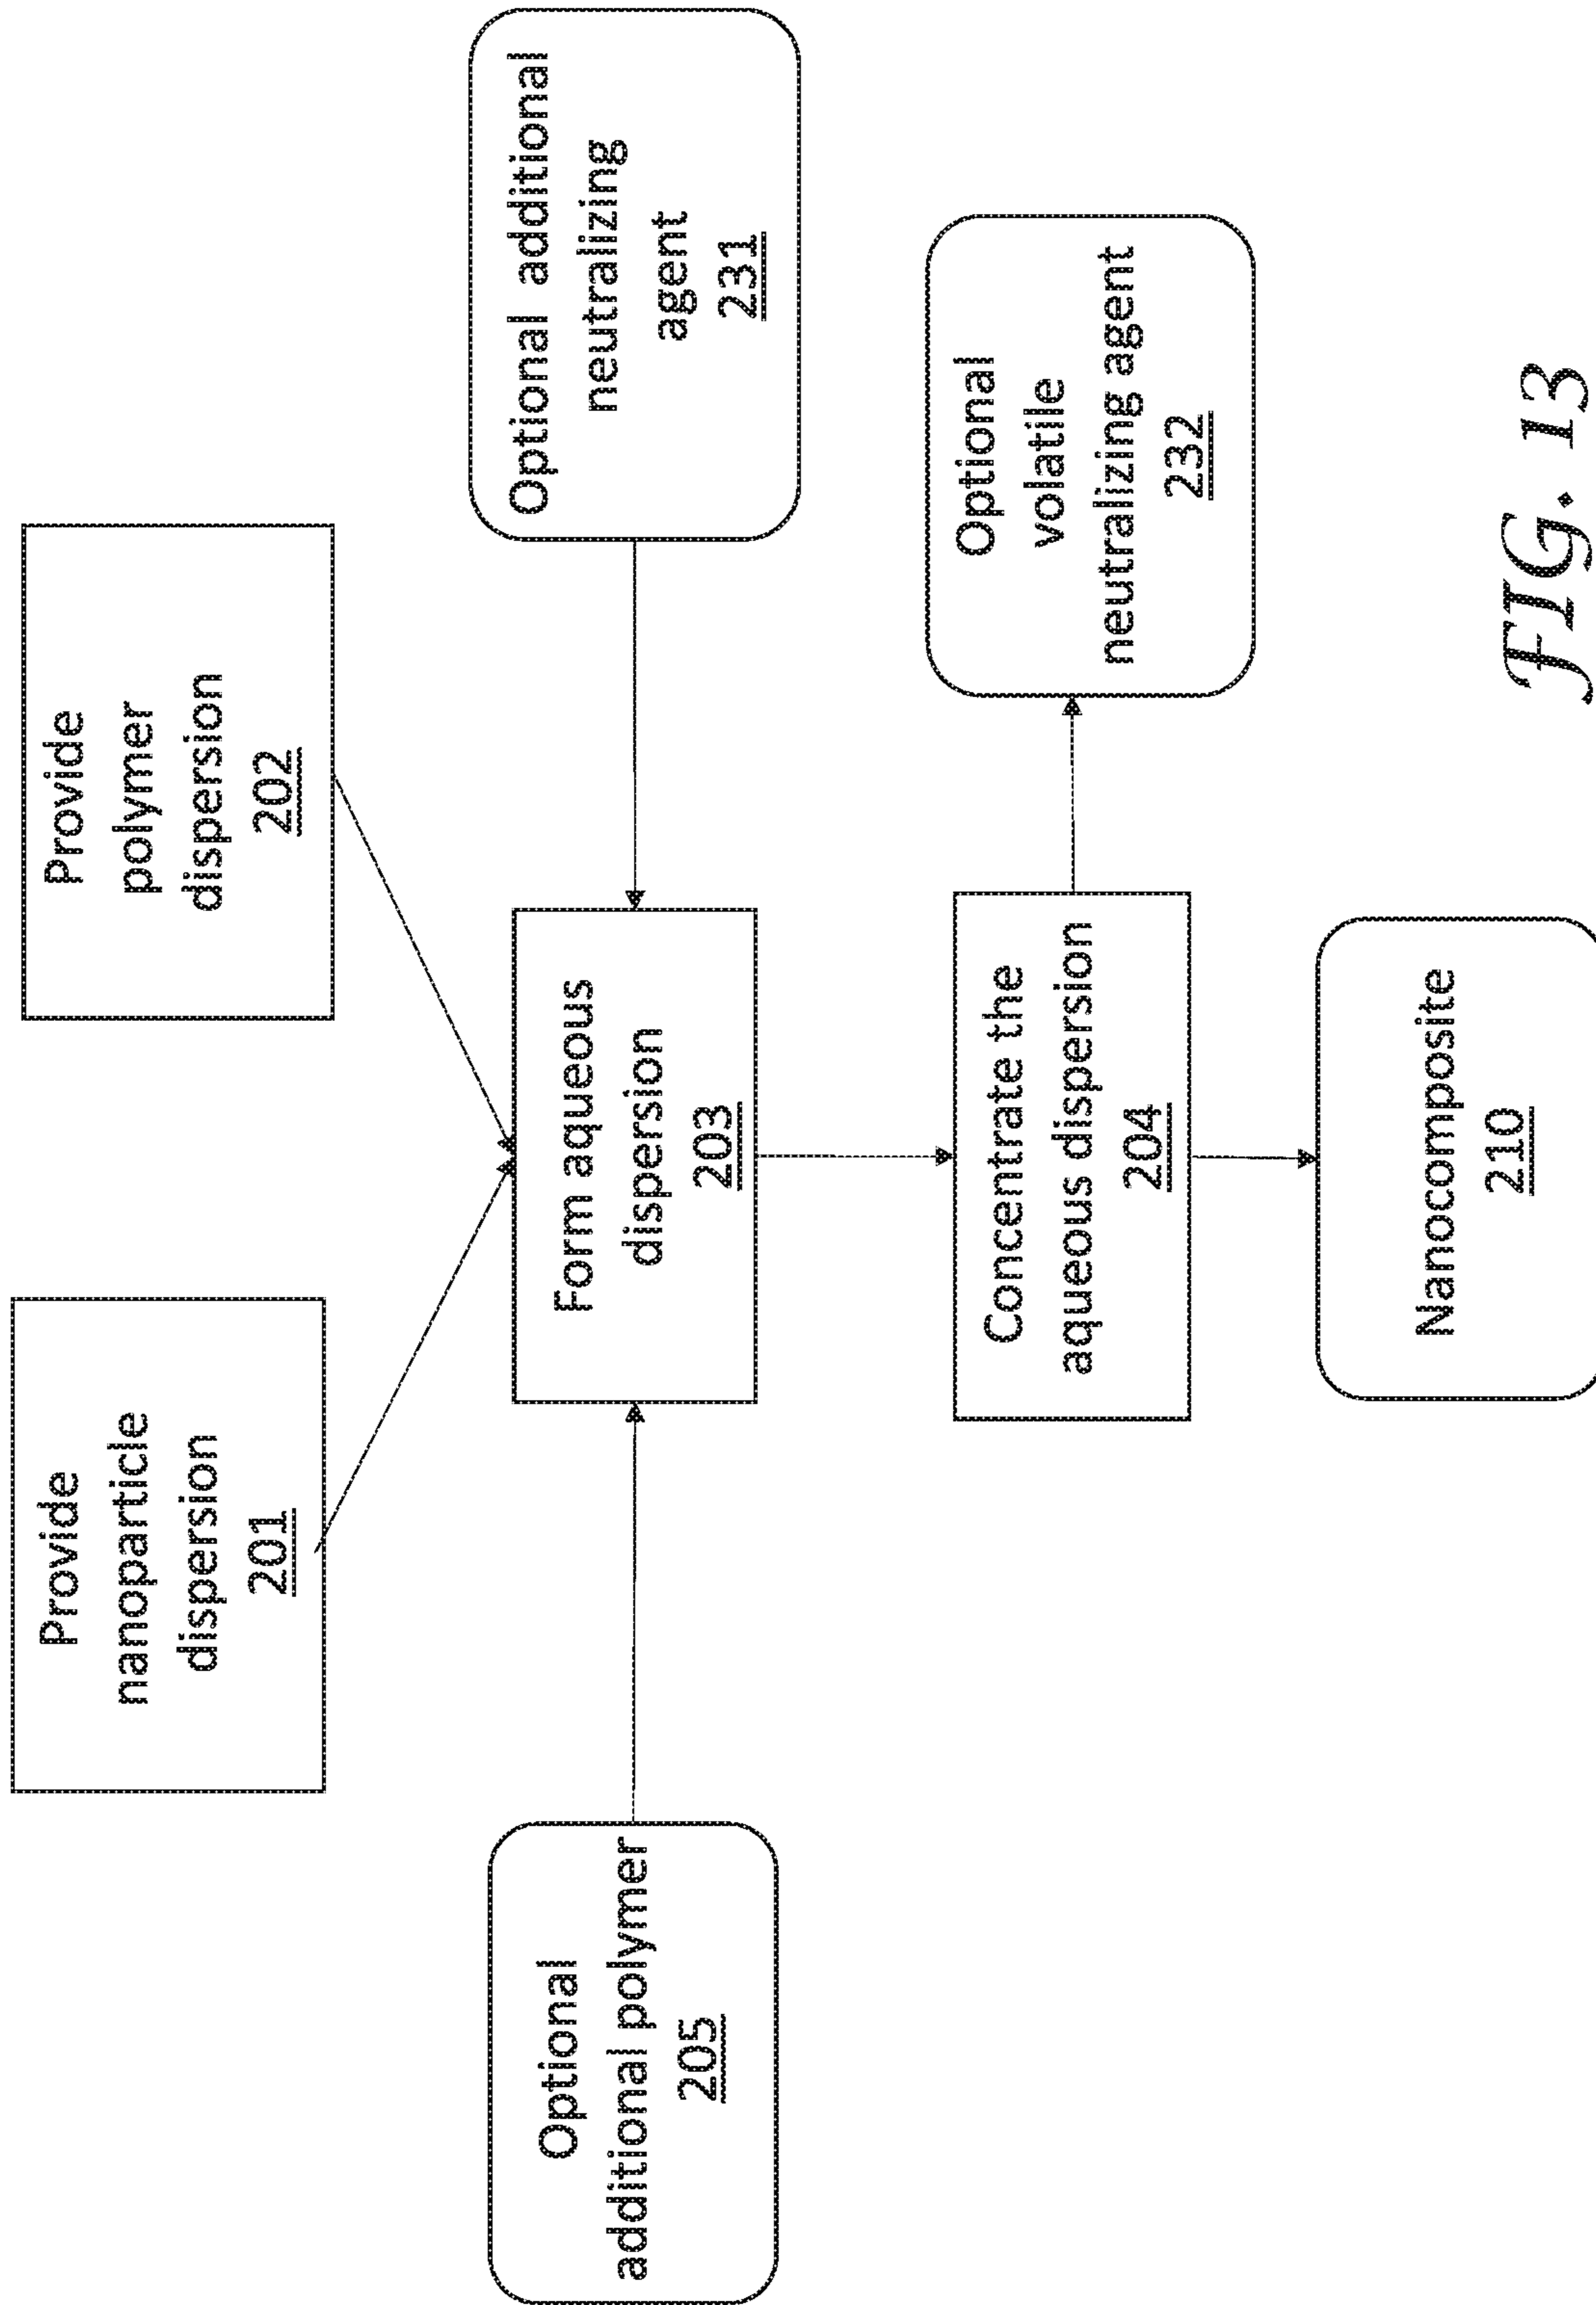 Provide
nanoparticle
dispersion
201
Provide
polymer
dispersion
202
Optional
additional polymer
205
Form aqueous
dispersion
203
Optional additional
neutralizing
agent
231
Concentrate the
aqueous dispersion
204
Optional
volatile
neutralizing agent
232
Nanocomposite
210
FIG. 13